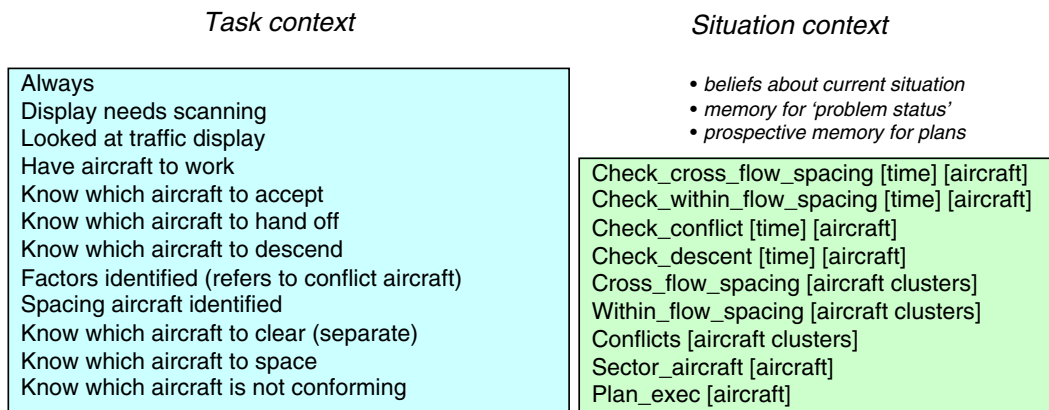 Task context
Always
Display needs scanning
Looked at traffic display
Have aircraft to work
Know which aircraft to accept
Know which aircraft to hand off
Know which aircraft to descend
Factors identified (refers to conflict aircraft)
Spacing aircraft identified
Know which aircraft to clear (separate)
Know which aircraft to space
Know which aircraft is not conforming
Situation context
• beliefs about current situation
• memory for ‘problem status’
• prospective memory for plans
Check_cross_flow_spacing [time] [aircraft]
Check_within_flow_spacing [time] [aircraft]
Check_conflict [time] [aircraft]
Check_descent [time] [aircraft]
Cross_flow_spacing [aircraft clusters]
Within_flow_spacing [aircraft clusters]
Conflicts [aircraft clusters]
Sector_aircraft [aircraft]
Plan_exec [aircraft]